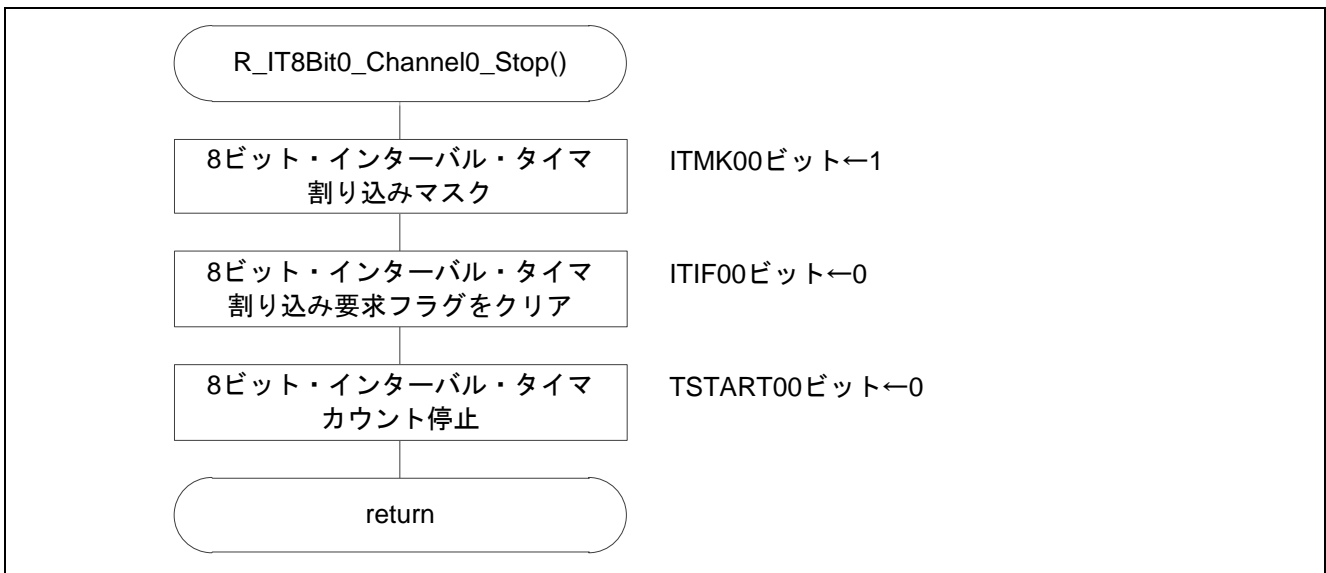 R_IT8Bit0_Channel0_Stop()
8ビット・インターバル・タイマ
割り込みマスク
ITMK00ビット←1
8ビット・インターバル・タイマ
割り込み要求フラグをクリア
ITIF00ビット←0
8ビット・インターバル・タイマ
カウント停止
TSTART00ビット←0
return